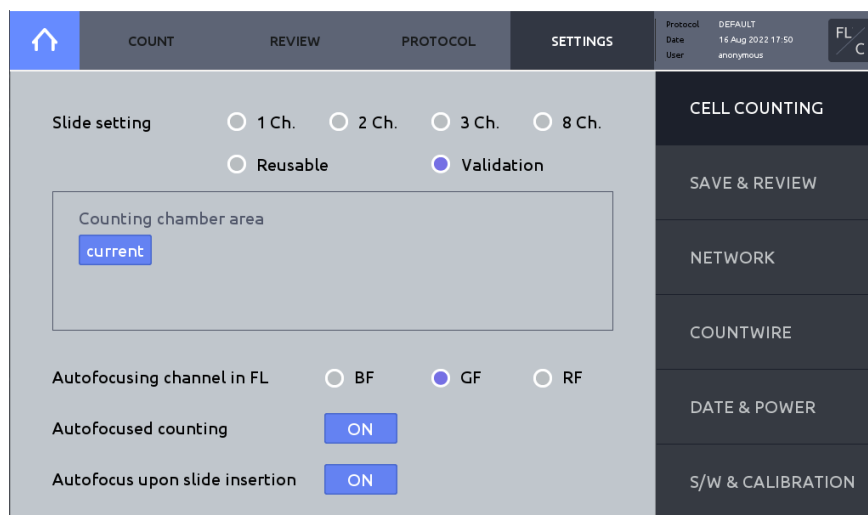 COUNT REVIEW PROTOCOL SETTINGS
Protocol DEFAULT
Date 16 Aug 2022 17:50
User anonymous
FL/C
Slide setting 1 Ch. 2 Ch. 3 Ch. 8 Ch.
Reusable Validation
Counting chamber area
current
Autofocusing channel in FL BF GF RF
Autofocused counting ON
Autofocus upon slide insertion ON
CELL COUNTING
SAVE & REVIEW
NETWORK
COUNTWIRE
DATE & POWER
S/W & CALIBRATION